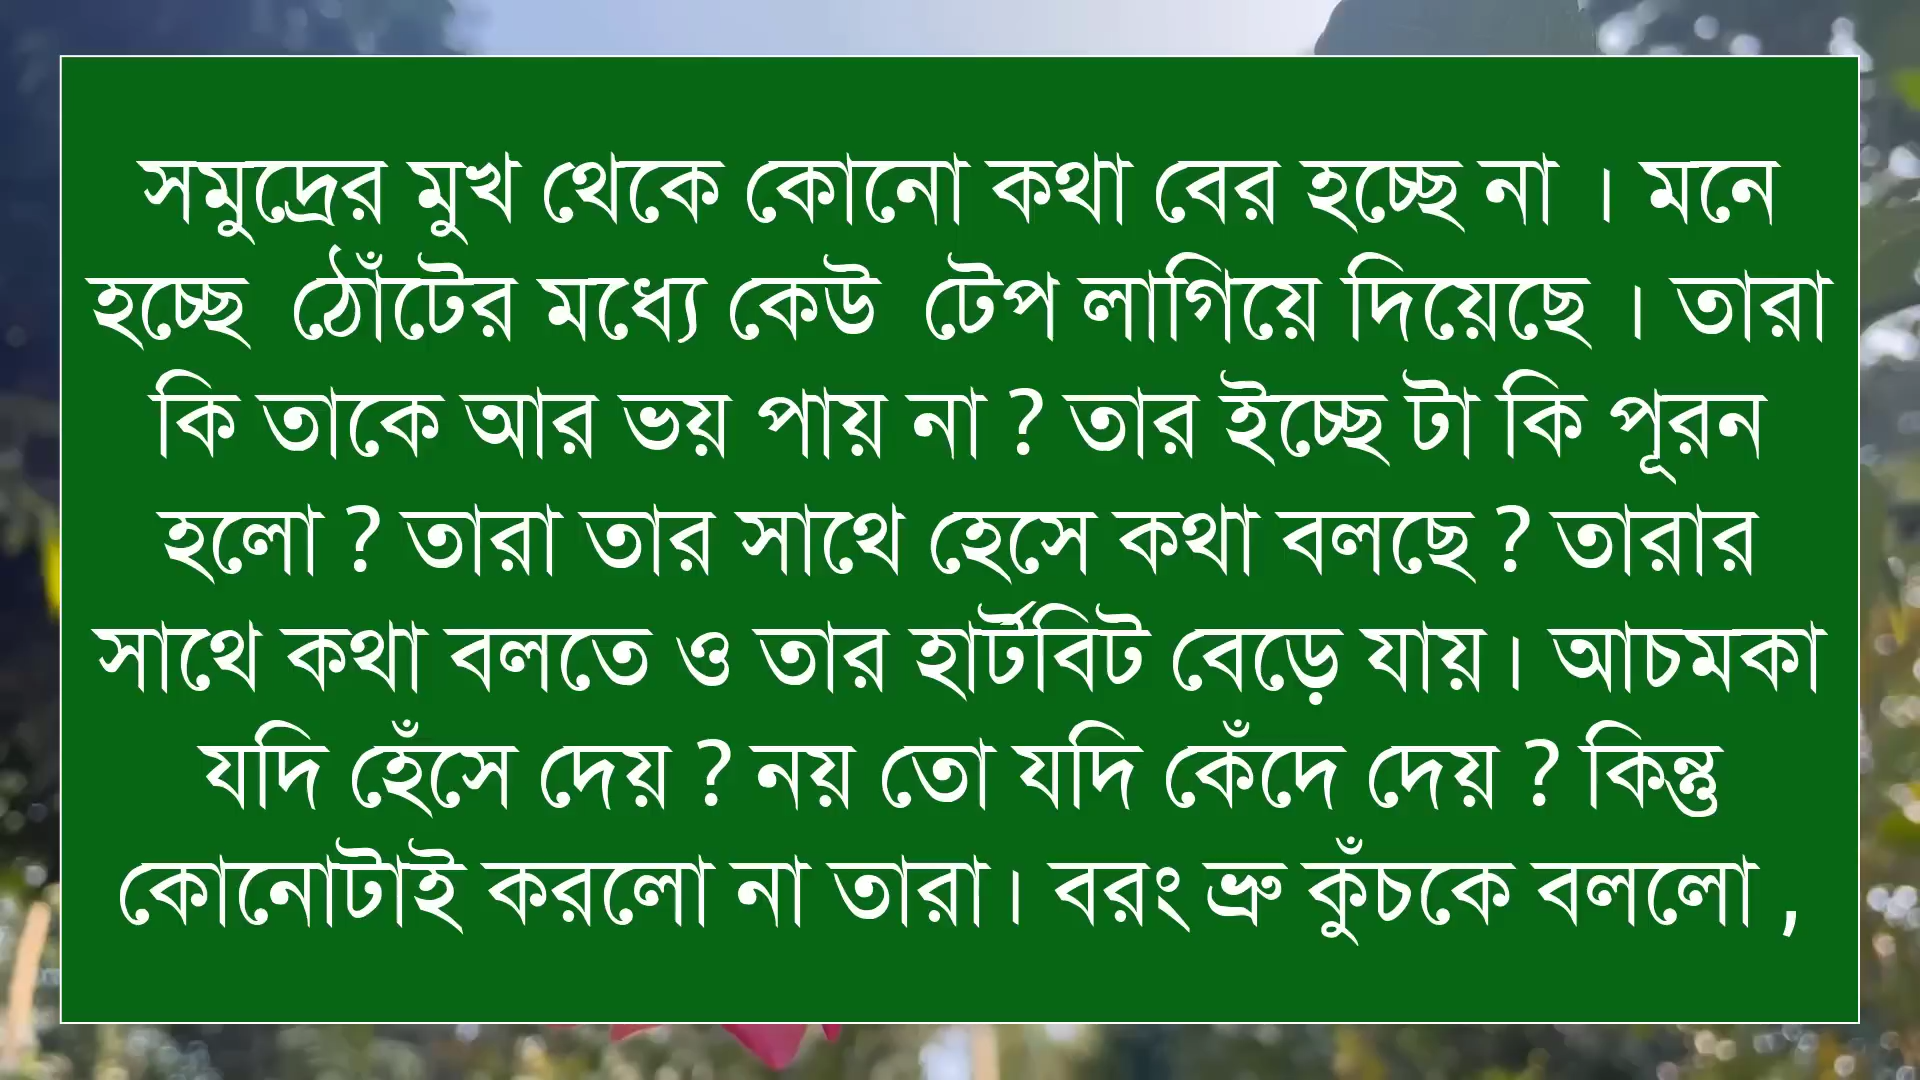 সমুদ্রের মুখ থেকে কোনো কথা বের হচ্ছে না । মনে
হচ্ছে ঠোঁটের মধ্যে কেউ টেপ লাগিয়ে দিয়েছে । তারা
কি তাকে আর ভয় পায় না ? তার ইচ্ছে টা কি পূরন
হলো ? তারা তার সাথে হেসে কথা বলছে ? তারার
সাথে কথা বলতে ও তার হার্টবিট বেড়ে যায়। আচমকা
যদি হেঁসে দেয় ? নয় তো যদি কেঁদে দেয় ? কিন্তু
কোনোটাই করলো না তারা। বরং ভ্রু কুঁচকে বললো ,